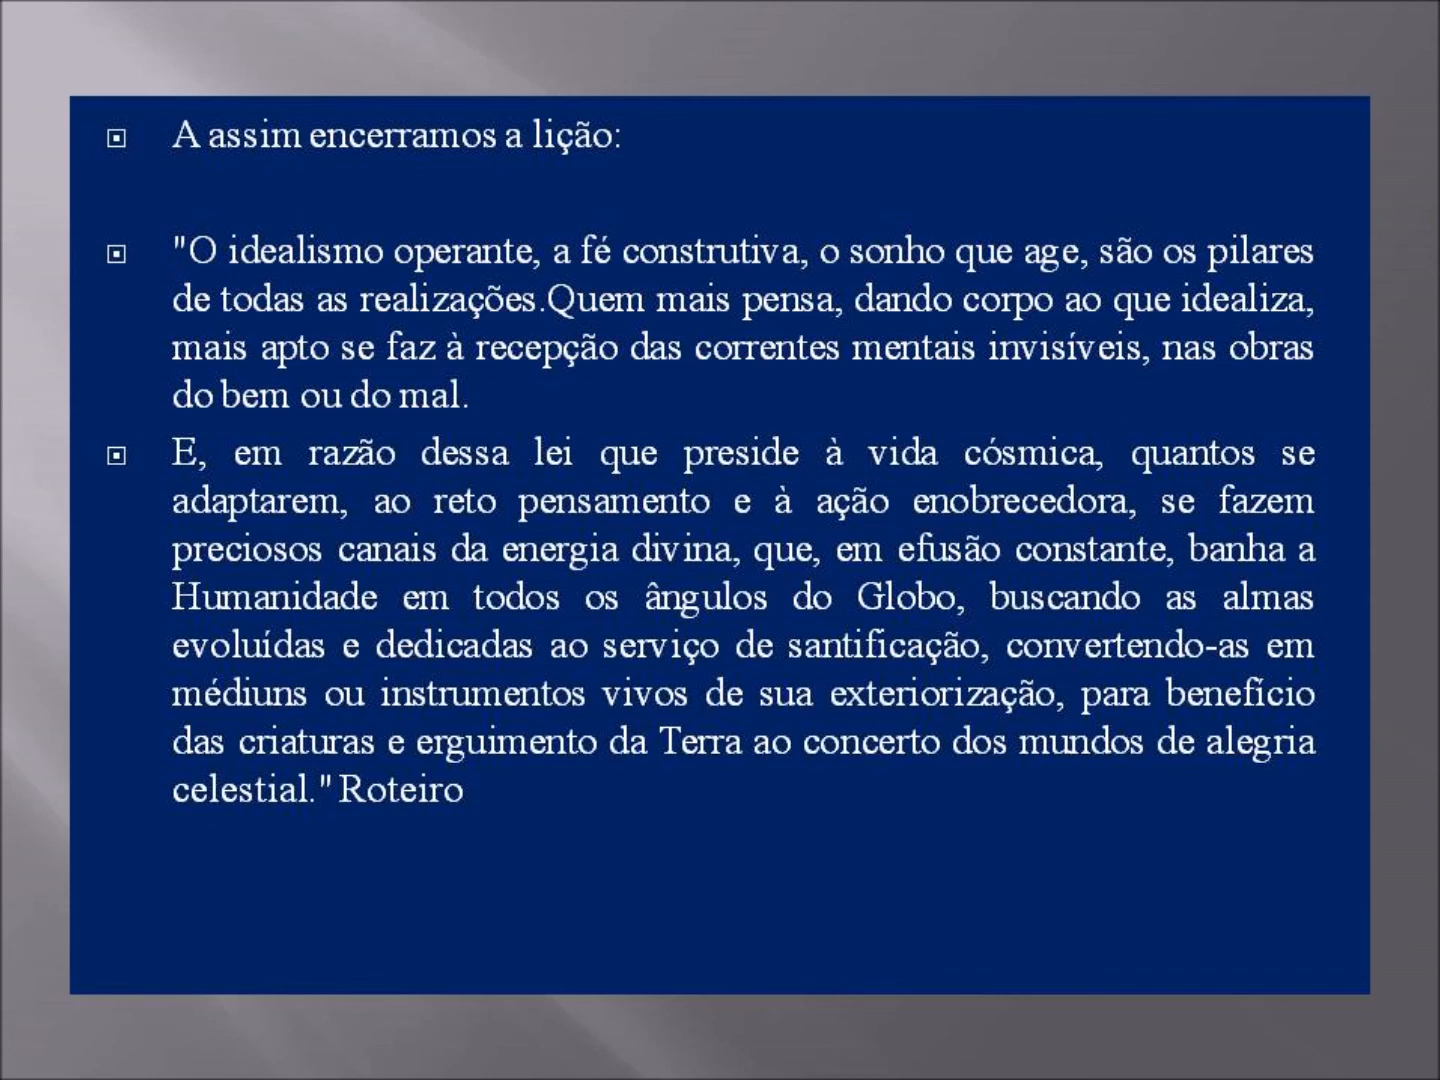 A assim encerramos a lição:
"O idealismo operante, a fé construtiva, o sonho que age, são os pilares
de todas as realizações.Quem mais pensa, dando corpo ao que idealiza,
mais apto se faz à recepção das correntes mentais invisíveis, nas obras
do bem ou do mal.
E, em razão dessa lei que preside à vida cósmica, quantos se
adaptarem, ao reto pensamento e à ação enobrecedora, se fazem
preciosos canais da energia divina, que, em efusão constante, banha a
Humanidade em todos os ângulos do Globo, buscando as almas
evoluídas e dedicadas ao serviço de santificação, convertendo-as em
médiuns ou instrumentos vivos de sua exteriorização, para benefício
das criaturas e erguimento da Terra ao concerto dos mundos de alegria
celestial." Roteiro